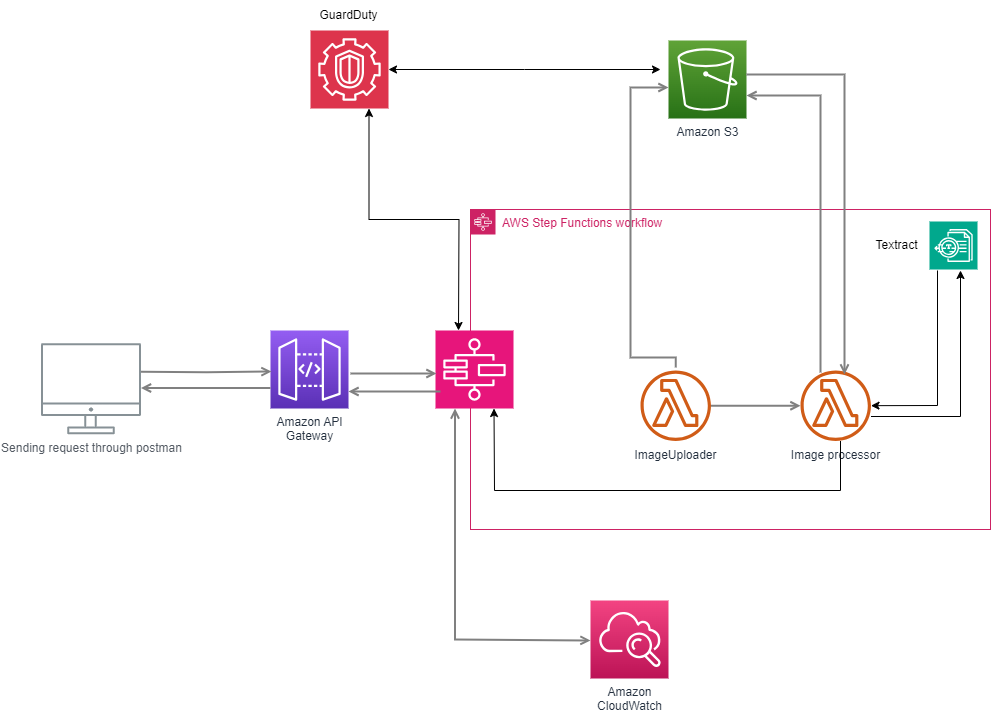 GuardDuty
Amazon S3
AWS Step Functions workflow
Textract
</>
Amazon API
Gateway
Sending request through postman
ImageUploader
Image processor
Amazon
CloudWatch